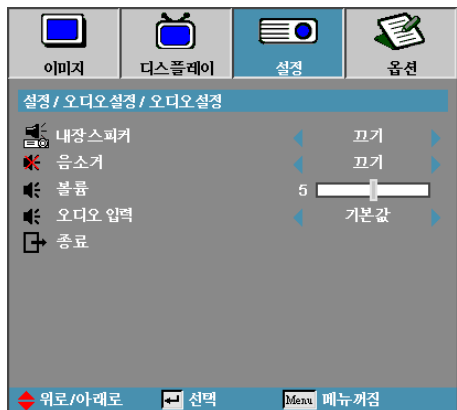 이미지 디스플레이 설정 옵션
설정 / 오디오설정 / 오디오설정
내장스피커 끄기
음소거 끄기
볼륨 5
오디오 입력 기본값
종료
위로/아래로 선택 Menu 메뉴꺼짐